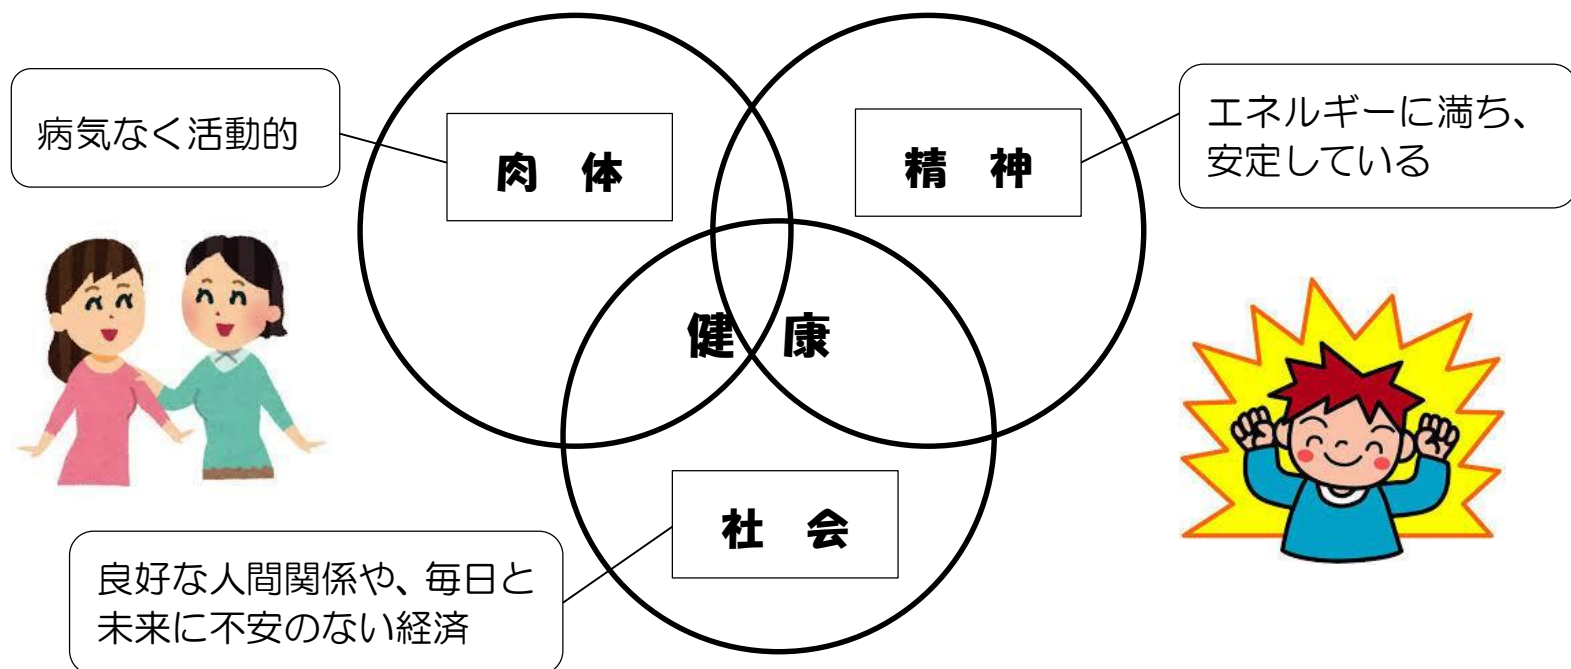 病気なく活動的
肉 体
精 神
エネルギーに満ち、
安定している
健 康
社 会
良好な人間関係や、毎日と
未来に不安のない経済